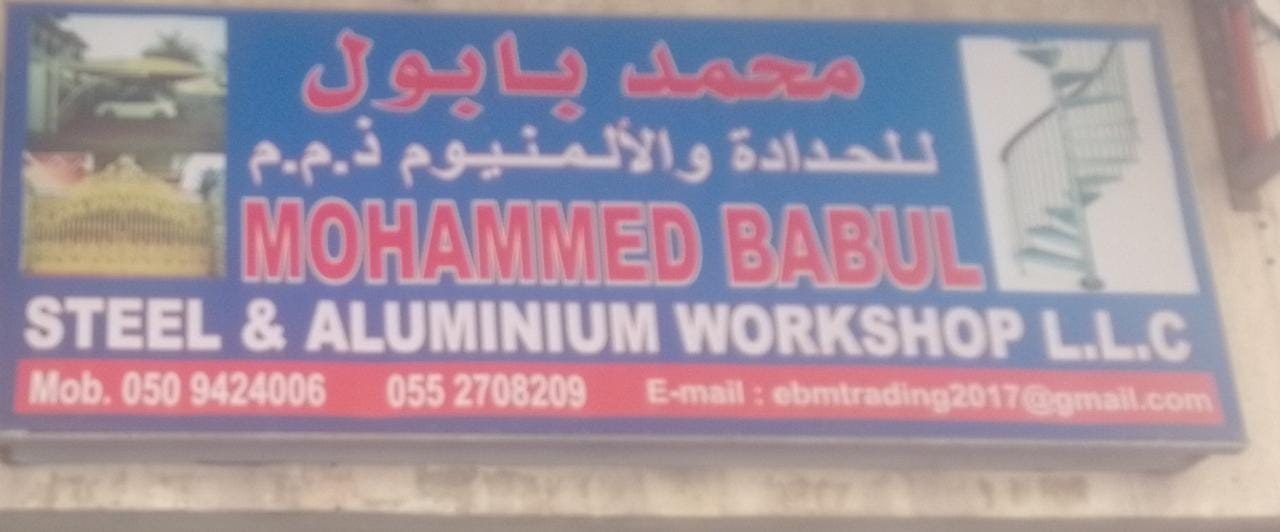 محمد بابول
للحدادة والألمنيوم ذ.م.م
MOHAMMED BABUL
STEEL & ALUMINIUM WORKSHOP L.L.C
Mob. 050 9424006 055 2708209 E-mail : ebmtrading2017@gmail.com